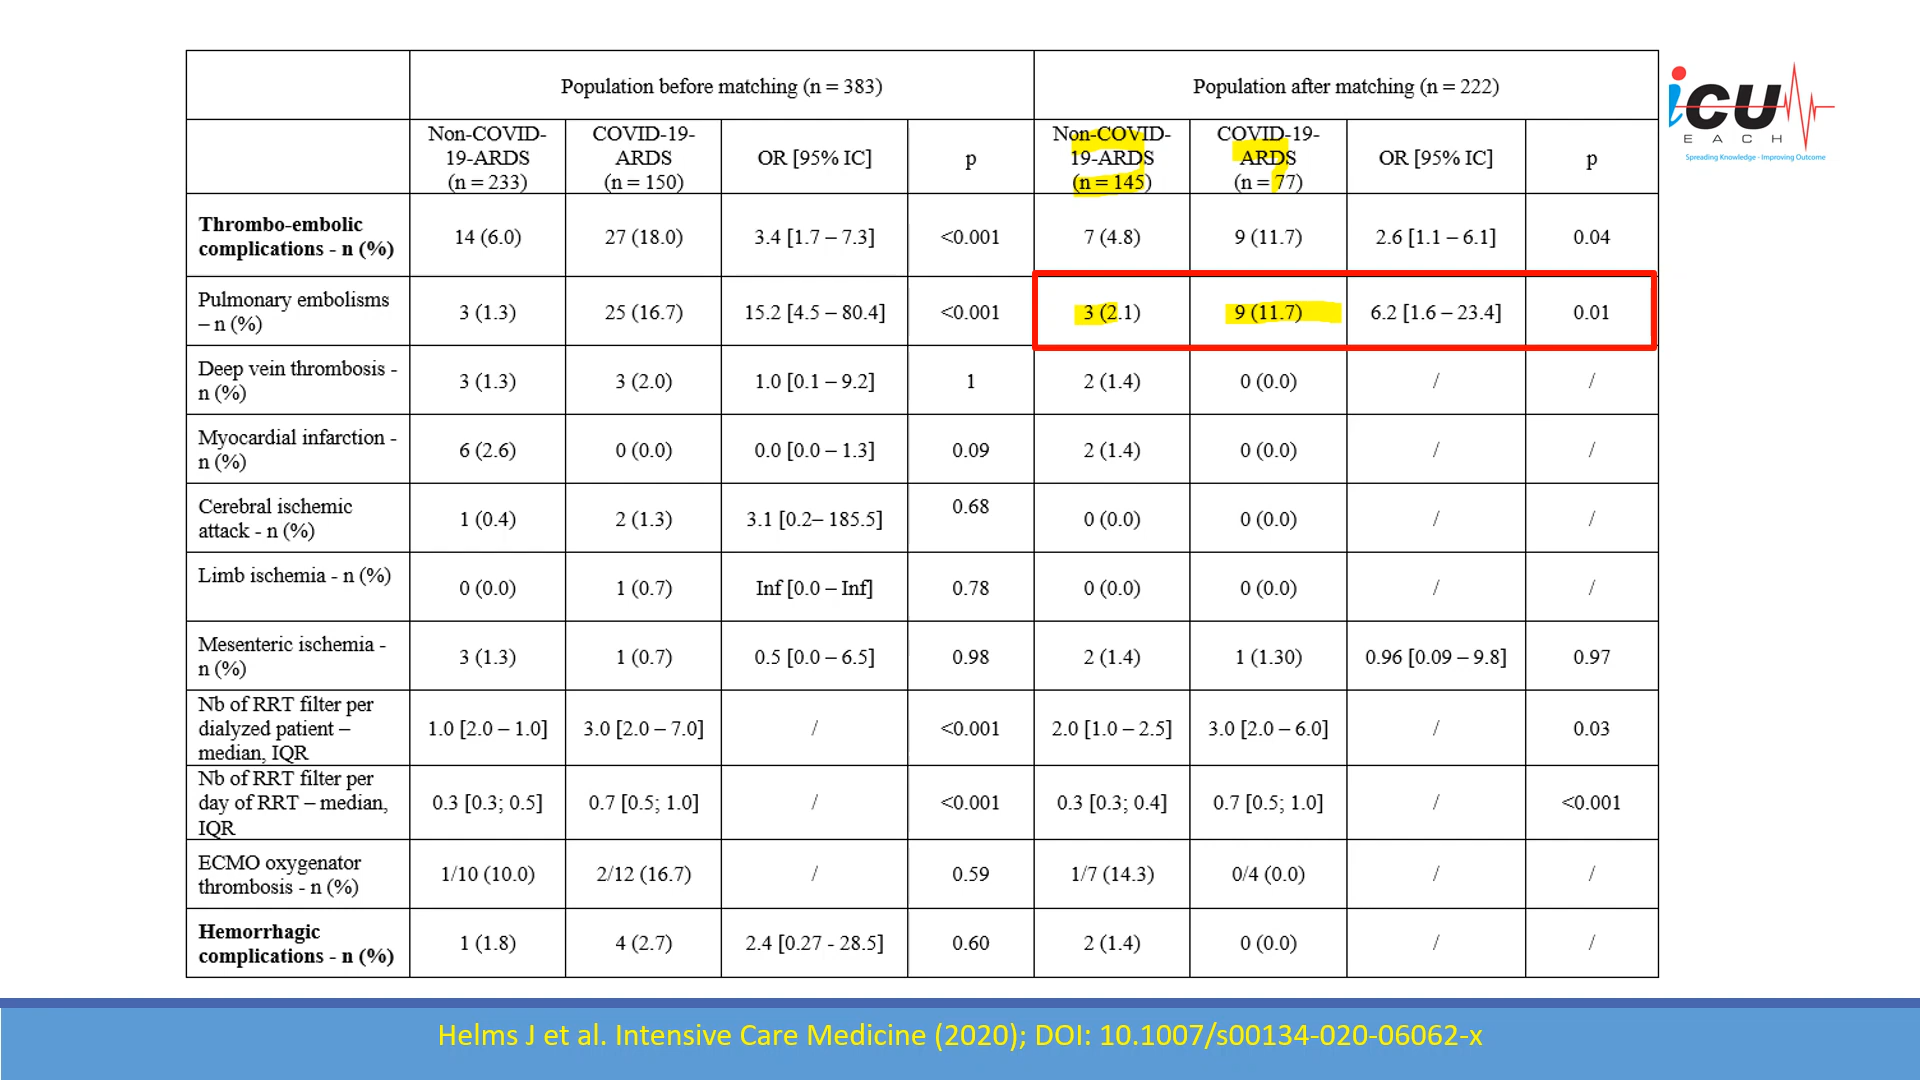 Population before matching (n = 383)
Population after matching (n = 222)
Non-COVID-
19-ARDS
(n = 233)
COVID-19-
ARDS
(n = 150)
OR [95% IC]
p
Non-COVID-
19-ARDS
(n = 145)
COVID-19-
ARDS
(n = 77)
OR [95% IC]
p
Thrombo-embolic
complications - n (%)
14 (6.0)
27 (18.0)
3.4 [1.7 – 7.3]
<0.001
7 (4.8)
9 (11.7)
2.6 [1.1 – 6.1]
0.04
Pulmonary embolisms
– n (%)
3 (1.3)
25 (16.7)
15.2 [4.5 – 80.4]
<0.001
3 (2.1)
9 (11.7)
6.2 [1.6 – 23.4]
0.01
Deep vein thrombosis -
n (%)
3 (1.3)
3 (2.0)
1.0 [0.1 – 9.2]
1
2 (1.4)
0 (0.0)
/
/
Myocardial infarction -
n (%)
6 (2.6)
0 (0.0)
0.0 [0.0 – 1.3]
0.09
2 (1.4)
0 (0.0)
/
/
Cerebral ischemic
attack - n (%)
1 (0.4)
2 (1.3)
3.1 [0.2– 185.5]
0.68
0 (0.0)
0 (0.0)
/
/
Limb ischemia - n (%)
0 (0.0)
1 (0.7)
Inf [0.0 – Inf]
0.78
0 (0.0)
0 (0.0)
/
/
Mesenteric ischemia -
n (%)
3 (1.3)
1 (0.7)
0.5 [0.0 – 6.5]
0.98
2 (1.4)
1 (1.30)
0.96 [0.09 – 9.8]
0.97
Nb of RRT filter per
dialyzed patient –
median, IQR
1.0 [2.0 – 1.0]
3.0 [2.0 – 7.0]
/
<0.001
2.0 [1.0 – 2.5]
3.0 [2.0 – 6.0]
/
0.03
Nb of RRT filter per
day of RRT – median,
IQR
0.3 [0.3; 0.5]
0.7 [0.5; 1.0]
/
<0.001
0.3 [0.3; 0.4]
0.7 [0.5; 1.0]
/
<0.001
ECMO oxygenator
thrombosis - n (%)
1/10 (10.0)
2/12 (16.7)
/
0.59
1/7 (14.3)
0/4 (0.0)
/
/
Hemorrhagic
complications - n (%)
1 (1.8)
4 (2.7)
2.4 [0.27 - 28.5]
0.60
2 (1.4)
0 (0.0)
/
/
iCU
EACH
Spreading Knowledge - Improving Outcome
Helms J et al. Intensive Care Medicine (2020); DOI: 10.1007/s00134-020-06062-x